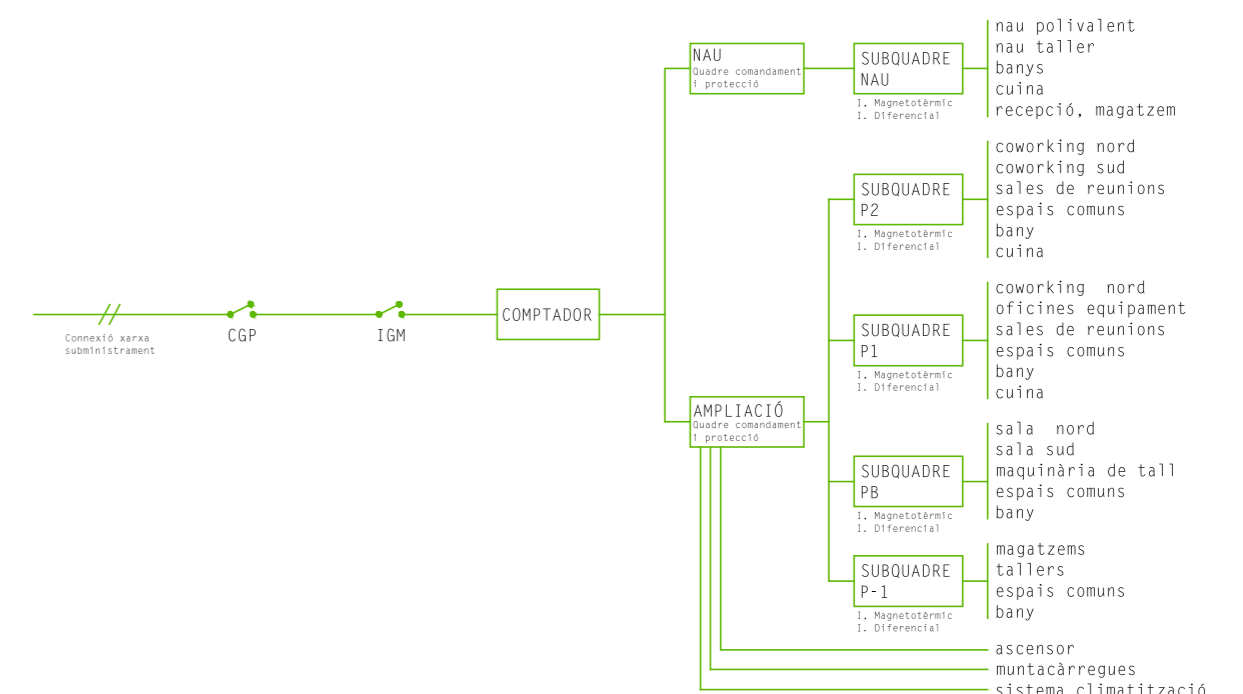 Connexió xarxa
subministrament
CGP
IGM
COMPTADOR
NAU
Quadre comandament
i protecció
SUBQUADRE
NAU
I. Magnetotèrmic
I. Diferencial
nau polivalent
nau taller
banys
cuina
recepció, magatzem
AMPLIACIÓ
Quadre comandament
i protecció
SUBQUADRE
P2
I. Magnetotèrmic
I. Diferencial
coworking nord
coworking sud
sales de reunions
espais comuns
bany
cuina
SUBQUADRE
P1
I. Magnetotèrmic
I. Diferencial
coworking nord
oficines equipament
sales de reunions
espais comuns
bany
cuina
SUBQUADRE
PB
I. Magnetotèrmic
I. Diferencial
sala nord
sala sud
maquinària de tall
espais comuns
bany
SUBQUADRE
P-1
I. Magnetotèrmic
I. Diferencial
magatzems
tallers
espais comuns
bany
ascensor
muntacàrregues
sistema climatització